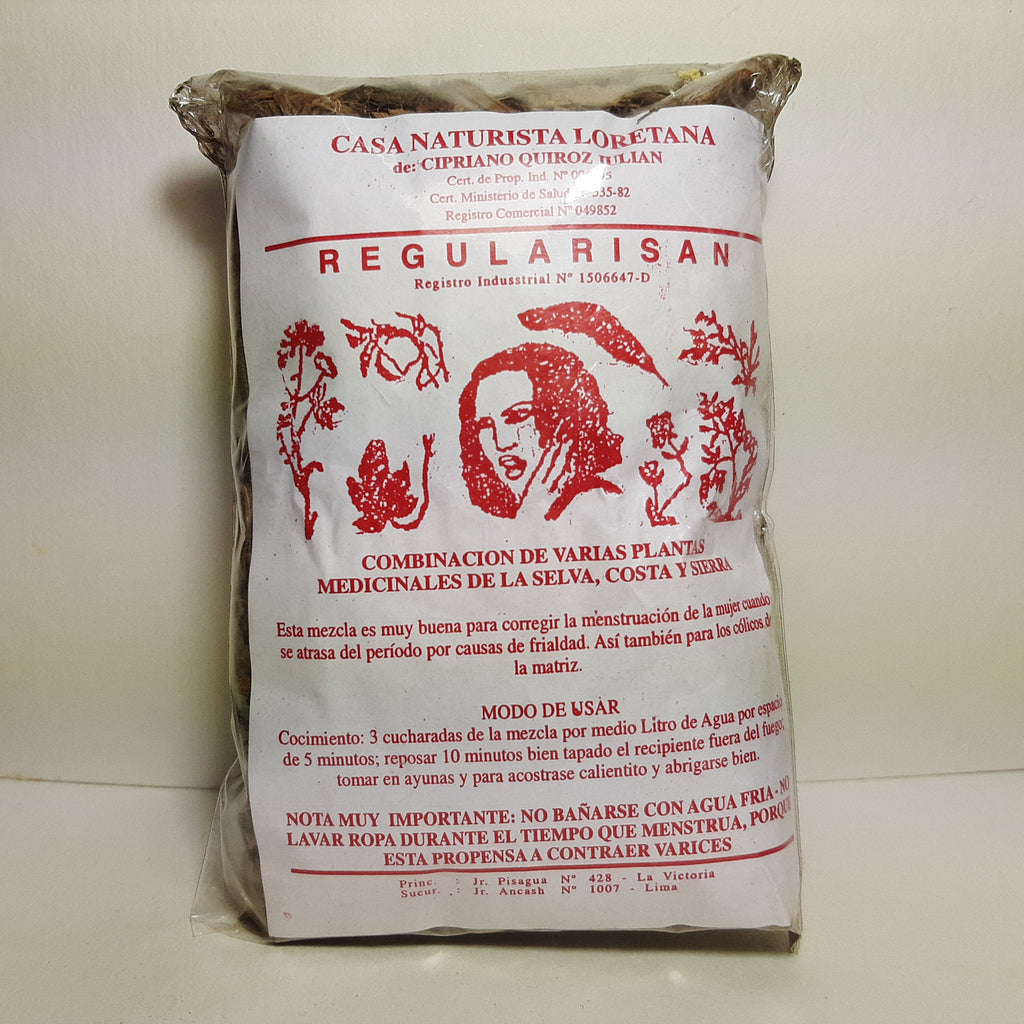 CASA NATURISTA LORETANA
de: CIPRIANO QUIROZ JULIAN
Cert. de Prop. Ind. Nº
Cert. Ministerio de Salud 535-82
Registro Comercial Nº 049852
REGULARISAN
Registro Indusstrial Nº 1506647-D
COMBINACION DE VARIAS PLANTAS
MEDICINALES DE LA SELVA, COSTA Y SIERRA
Esta mezcla es muy buena para corregir la menstruación de la mujer cuando
se atrasa del período por causas de frialdad. Así también para los cólicos de
la matriz.
MODO DE USAR
Cocimiento: 3 cucharadas de la mezcla por medio Litro de Agua por espacio
de 5 minutos; reposar 10 minutos bien tapado el recipiente fuera del fuego;
tomar en ayunas y para acostrase calientito y abrigarse bien.
NOTA MUY IMPORTANTE: NO BAÑARSE CON AGUA FRIA - NO
LAVAR ROPA DURANTE EL TIEMPO QUE MENSTRUA, PORQUE
ESTA PROPENSA A CONTRAER VARICES
Princ. : Jr. Pisagua Nº 428 - La Victoria
Sucur. : Jr. Ancash Nº 1007 - Lima